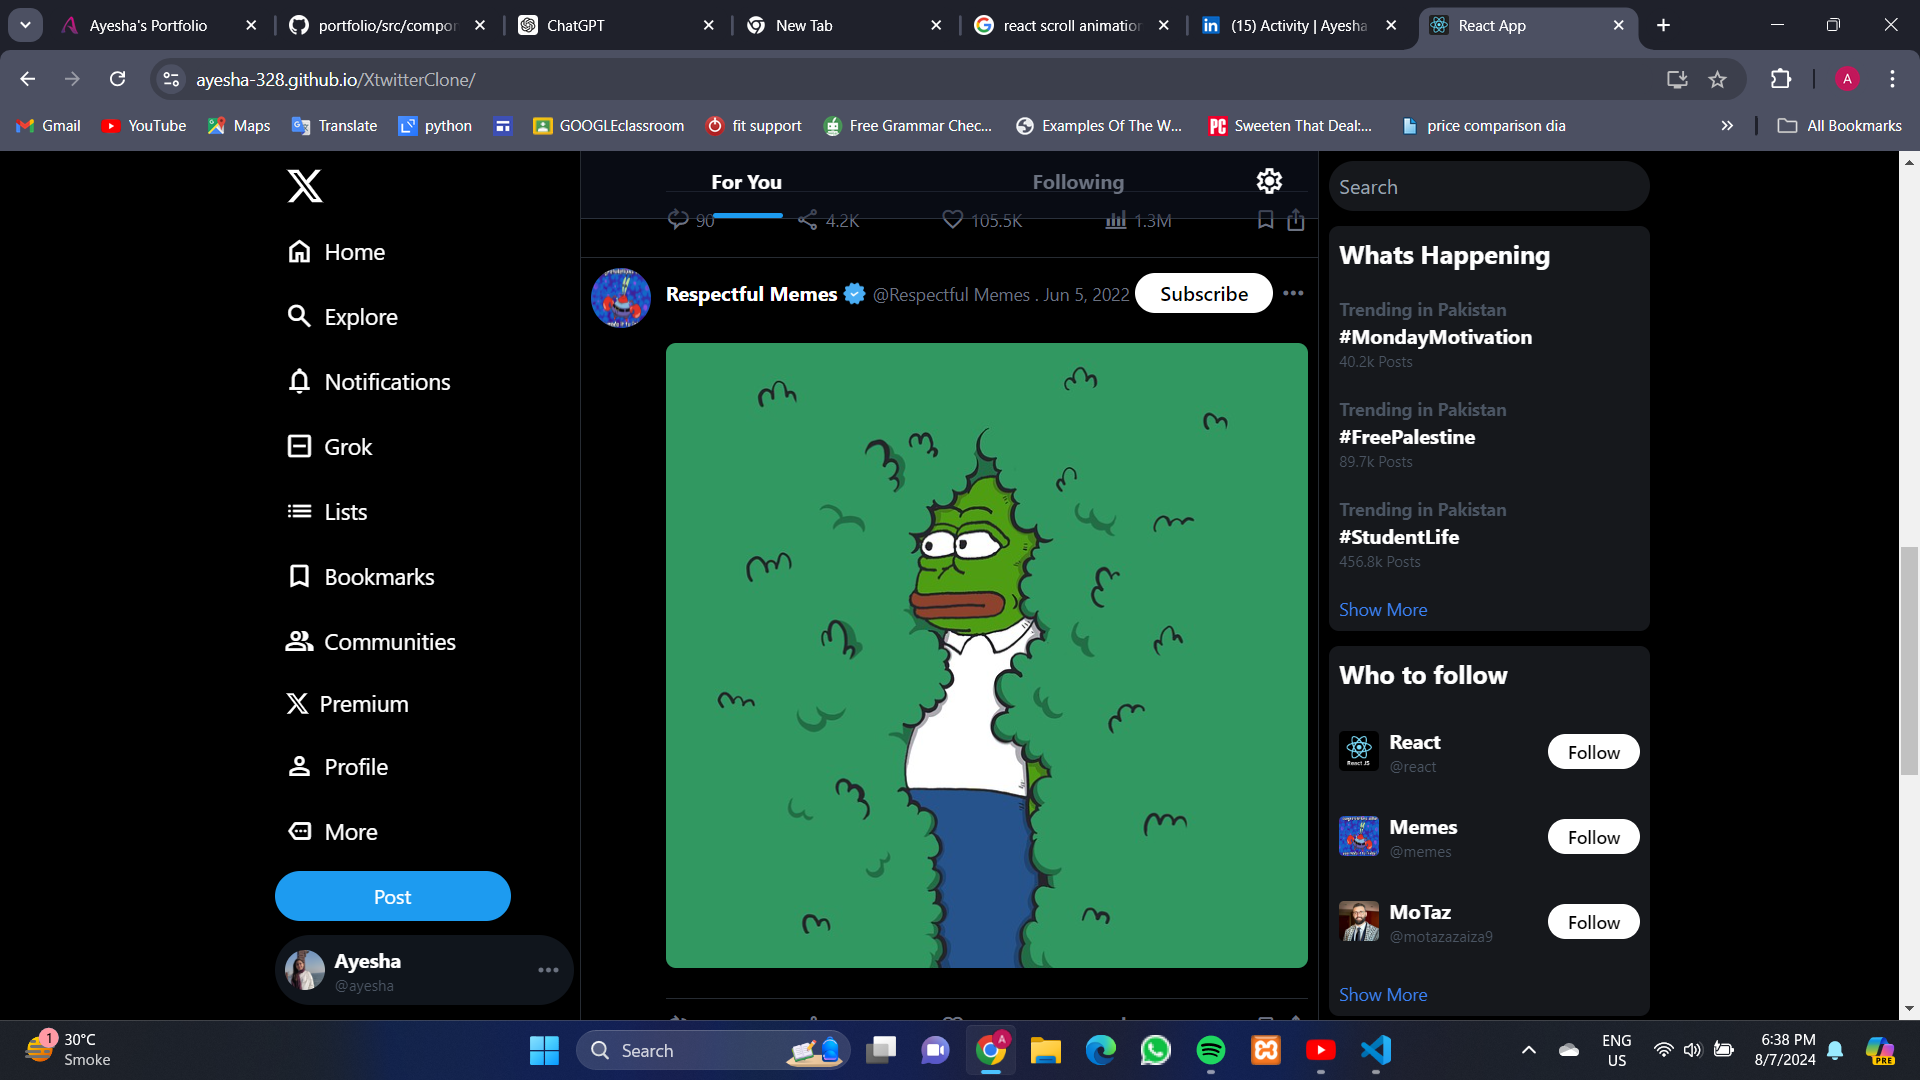 Ayesha's Portfolio
portfolio/src/compor
ChatGPT
New Tab
react scroll animation
(15) Activity | Ayesha
React App
ayesha-328.github.io/XtwitterClone/
A
Gmail
YouTube
Maps
Translate
python
GOOGLEclassroom
fit support
Free Grammar Chec...
Examples Of The W...
Sweeten That Deal:...
price comparison dia
All Bookmarks
Home
Explore
Notifications
Grok
Lists
Bookmarks
Communities
Premium
Profile
More
Post
Ayesha
@ayesha
For You
Following
90
4.2K
105.5K
1.3M
Respectful Memes
@Respectful Memes . Jun 5, 2022
Subscribe
Search
Whats Happening
Trending in Pakistan
#MondayMotivation
40.2k Posts
Trending in Pakistan
#FreePalestine
89.7k Posts
Trending in Pakistan
#StudentLife
456.8k Posts
Show More
Who to follow
React
@react
Follow
Memes
@memes
Follow
MoTaz
@motazazaiza9
Follow
Show More
1
30°C
Smoke
Search
ENG
US
6:38 PM
8/7/2024
PRE